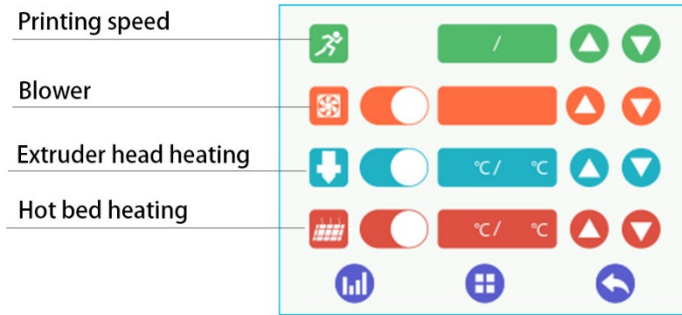 Printing speed
/
Blower
Extruder head heating
℃/ ℃
Hot bed heating
℃/ ℃